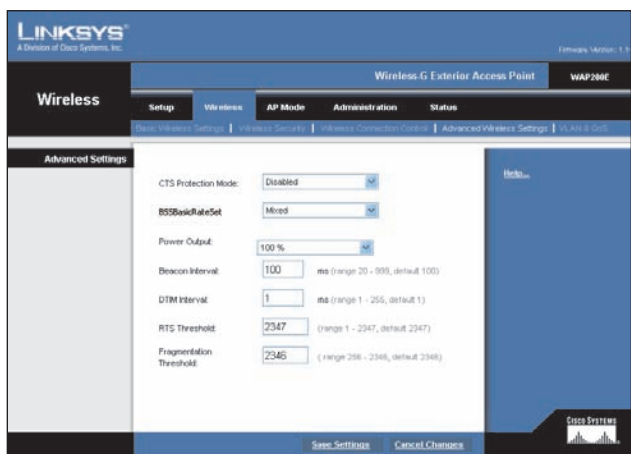 LINKSYS®
A Division of Cisco Systems, Inc.
Firmware Version: 1.
Wireless-G Exterior Access Point
WAP200E
Wireless
Setup
Wireless
AP Mode
Administration
Status
Basic Wireless Settings | Wireless Security | Wireless Connection Control | Advanced Wireless Settings | VLAN & QoS
Advanced Settings
Help...
CTS Protection Mode: Disabled
BSSBasicRateSet Mixed
Power Output: 100 %
Beacon Interval: 100 ms (range 20 - 999, default 100)
DTIM Interval: 1 ms (range 1 - 255, default 1)
RTS Threshold: 2347 (range 1 - 2347, default 2347)
Fragmentation Threshold: 2346 ( range 256 - 2346, default 2346)
Save Settings
Cancel Changes
CISCO SYSTEMS